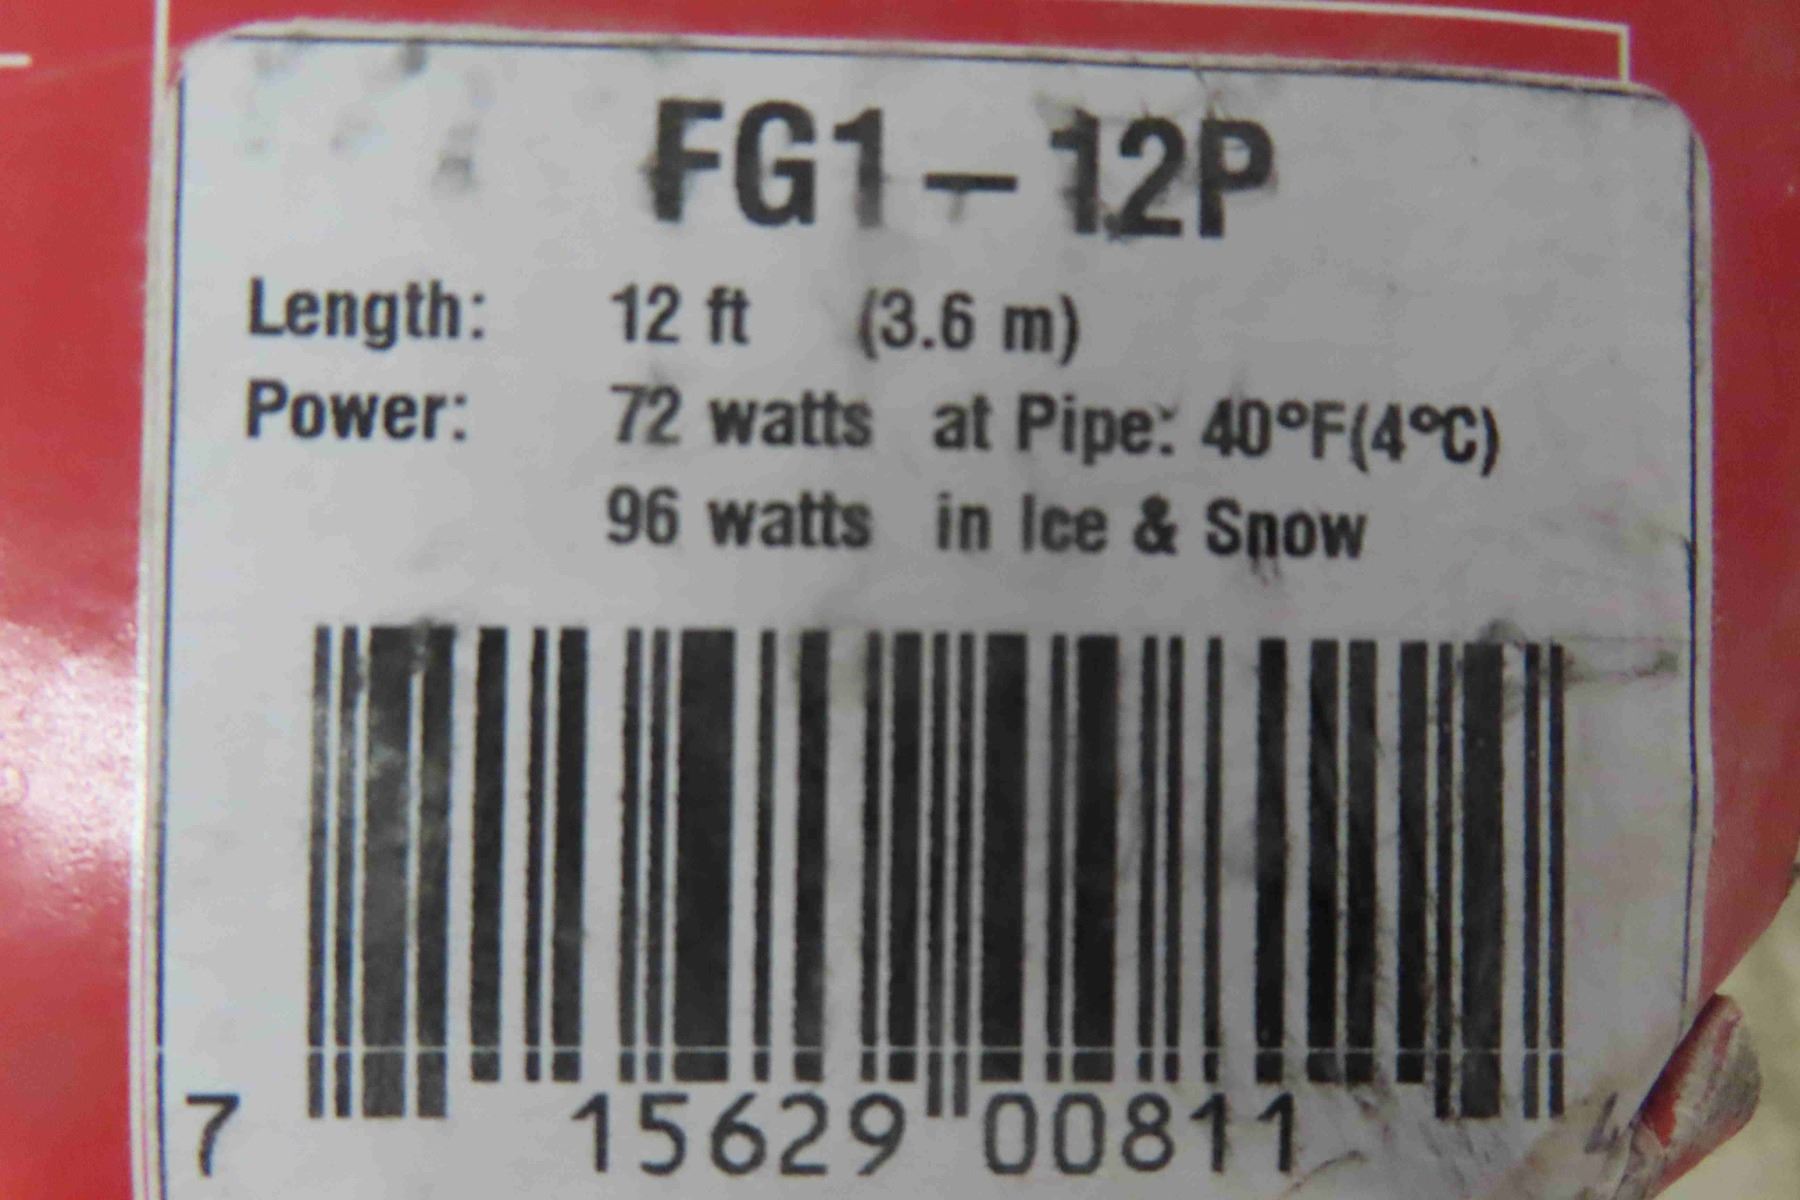 FG1-12P
Length: 12 ft (3.6 m)
Power: 72 watts at Pipe: 40°F(4°C)
96 watts in Ice & Snow
7 15629 00811 4